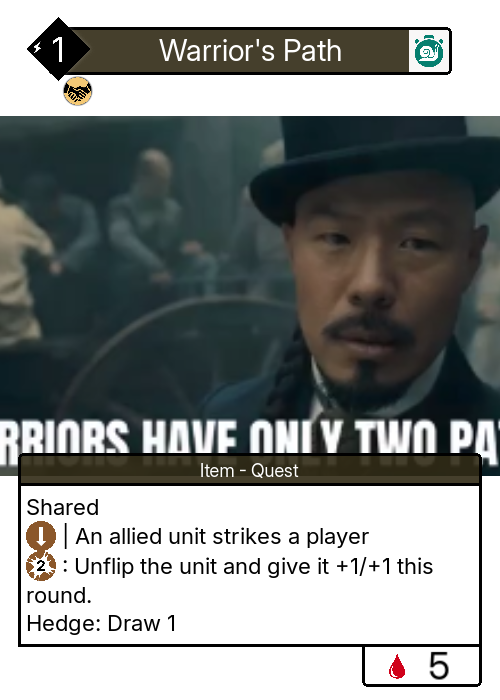 1
Warrior's Path
RRIORS HAVE ONLY TWO PA
Item - Quest
Shared
| An allied unit strikes a player
2 : Unflip the unit and give it +1/+1 this
round.
Hedge: Draw 1
5